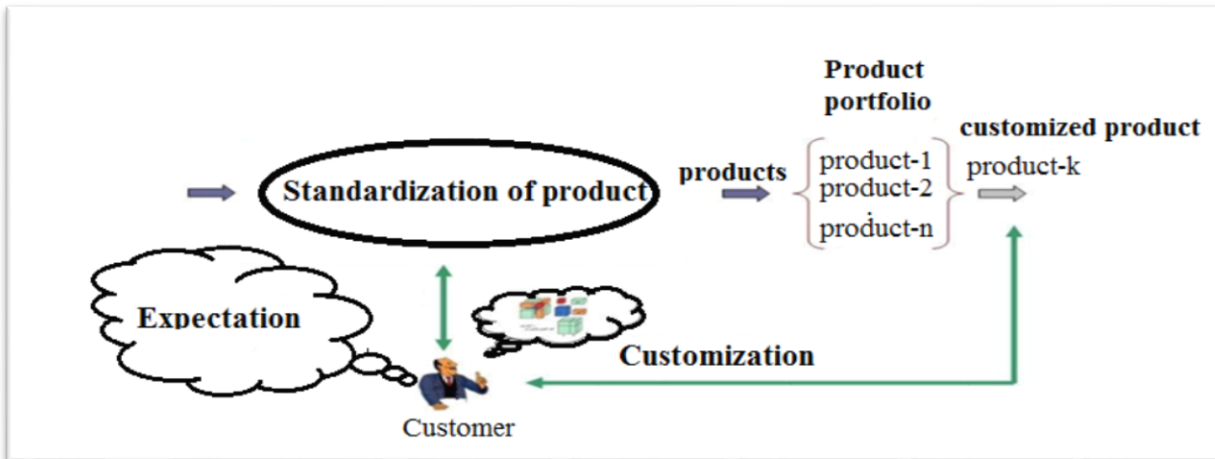 Product
portfolio
customized product
products
product-1
product-k
Standardization of product
product-2
product-n
Expectation
Customization
Customer